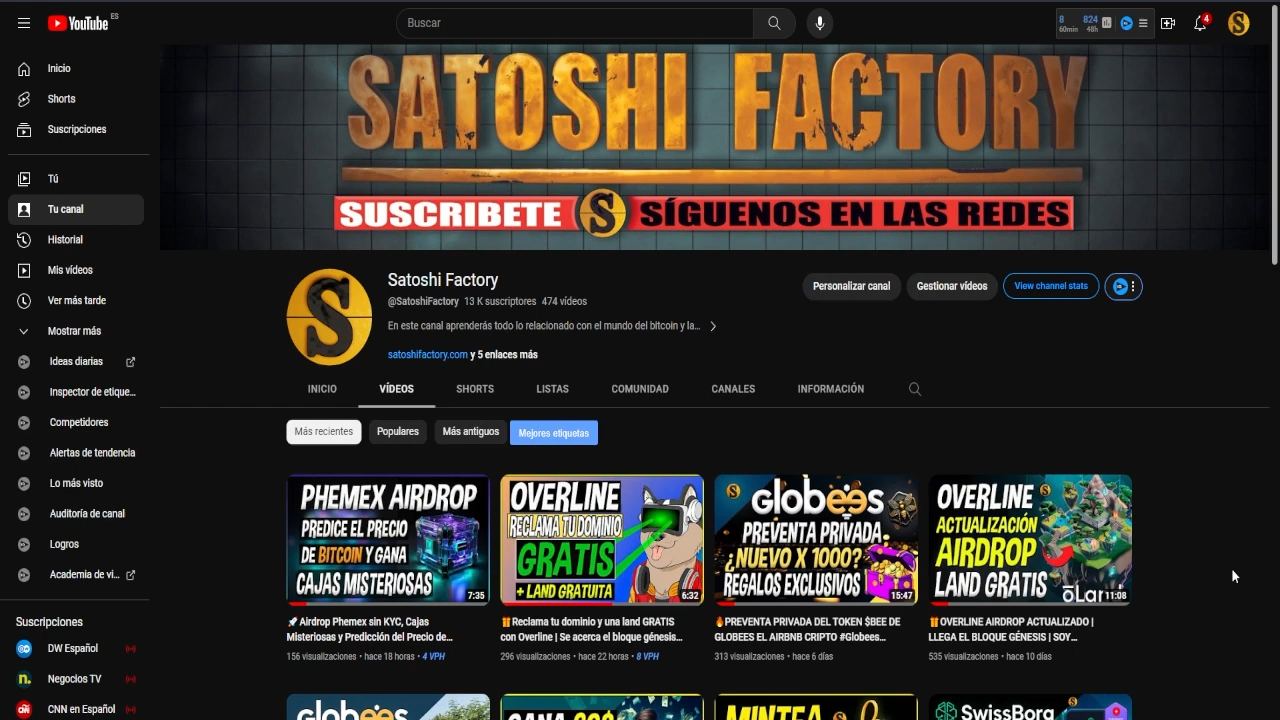 YouTube ES
Buscar
8
60min
824
48h
4
Inicio
Shorts
Suscripciones
Tú
Tu canal
Historial
Mis vídeos
Ver más tarde
Mostrar más
Ideas diarias
Inspector de etique...
Competidores
Alertas de tendencia
Lo más visto
Auditoría de canal
Logros
Academia de vi...
Suscripciones
DW Español
Negocios TV
CNN en Español
SATOSHI FACTORY
SUSCRIBETE S SÍGUENOS EN LAS REDES
Satoshi Factory
@SatoshiFactory 13 K suscriptores 474 vídeos
En este canal aprenderás todo lo relacionado con el mundo del bitcoin y la...
satoshifactory.com y 5 enlaces más
Personalizar canal
Gestionar vídeos
View channel stats
INICIO VÍDEOS SHORTS LISTAS COMUNIDAD CANALES INFORMACIÓN
Más recientes Populares Más antiguos Mejores etiquetas
PHEMEX AIRDROP
PREDICE EL PRECIO
DE BITCOIN Y GANA
CAJAS MISTERIOSAS
7:35
🚀Airdrop Phemex sin KYC, Cajas
Misteriosas y Predicción del Precio de...
156 visualizaciones • hace 18 horas • 4 VPH
OVERLINE
RECLAMA TU DOMINIO
GRATIS
+ LAND GRATUITA
6:32
🎁Reclama tu dominio y una land GRATIS
con Overline | Se acerca el bloque génesis...
296 visualizaciones • hace 22 horas • 8 VPH
globees
PREVENTA PRIVADA
¿NUEVO X 1000?
REGALOS EXCLUSIVOS
15:47
🔥PREVENTA PRIVADA DEL TOKEN $BEE DE
GLOBEES EL AIRBNB CRIPTO #Globees...
313 visualizaciones • hace 6 días
OVERLINE
ACTUALIZACIÓN
AIRDROP
LAND GRATIS
11:08
🎁OVERLINE AIRDROP ACTUALIZADO |
LLEGA EL BLOQUE GÉNESIS | SOY...
535 visualizaciones • hace 10 días
globees
MINTEA
SwissBorg